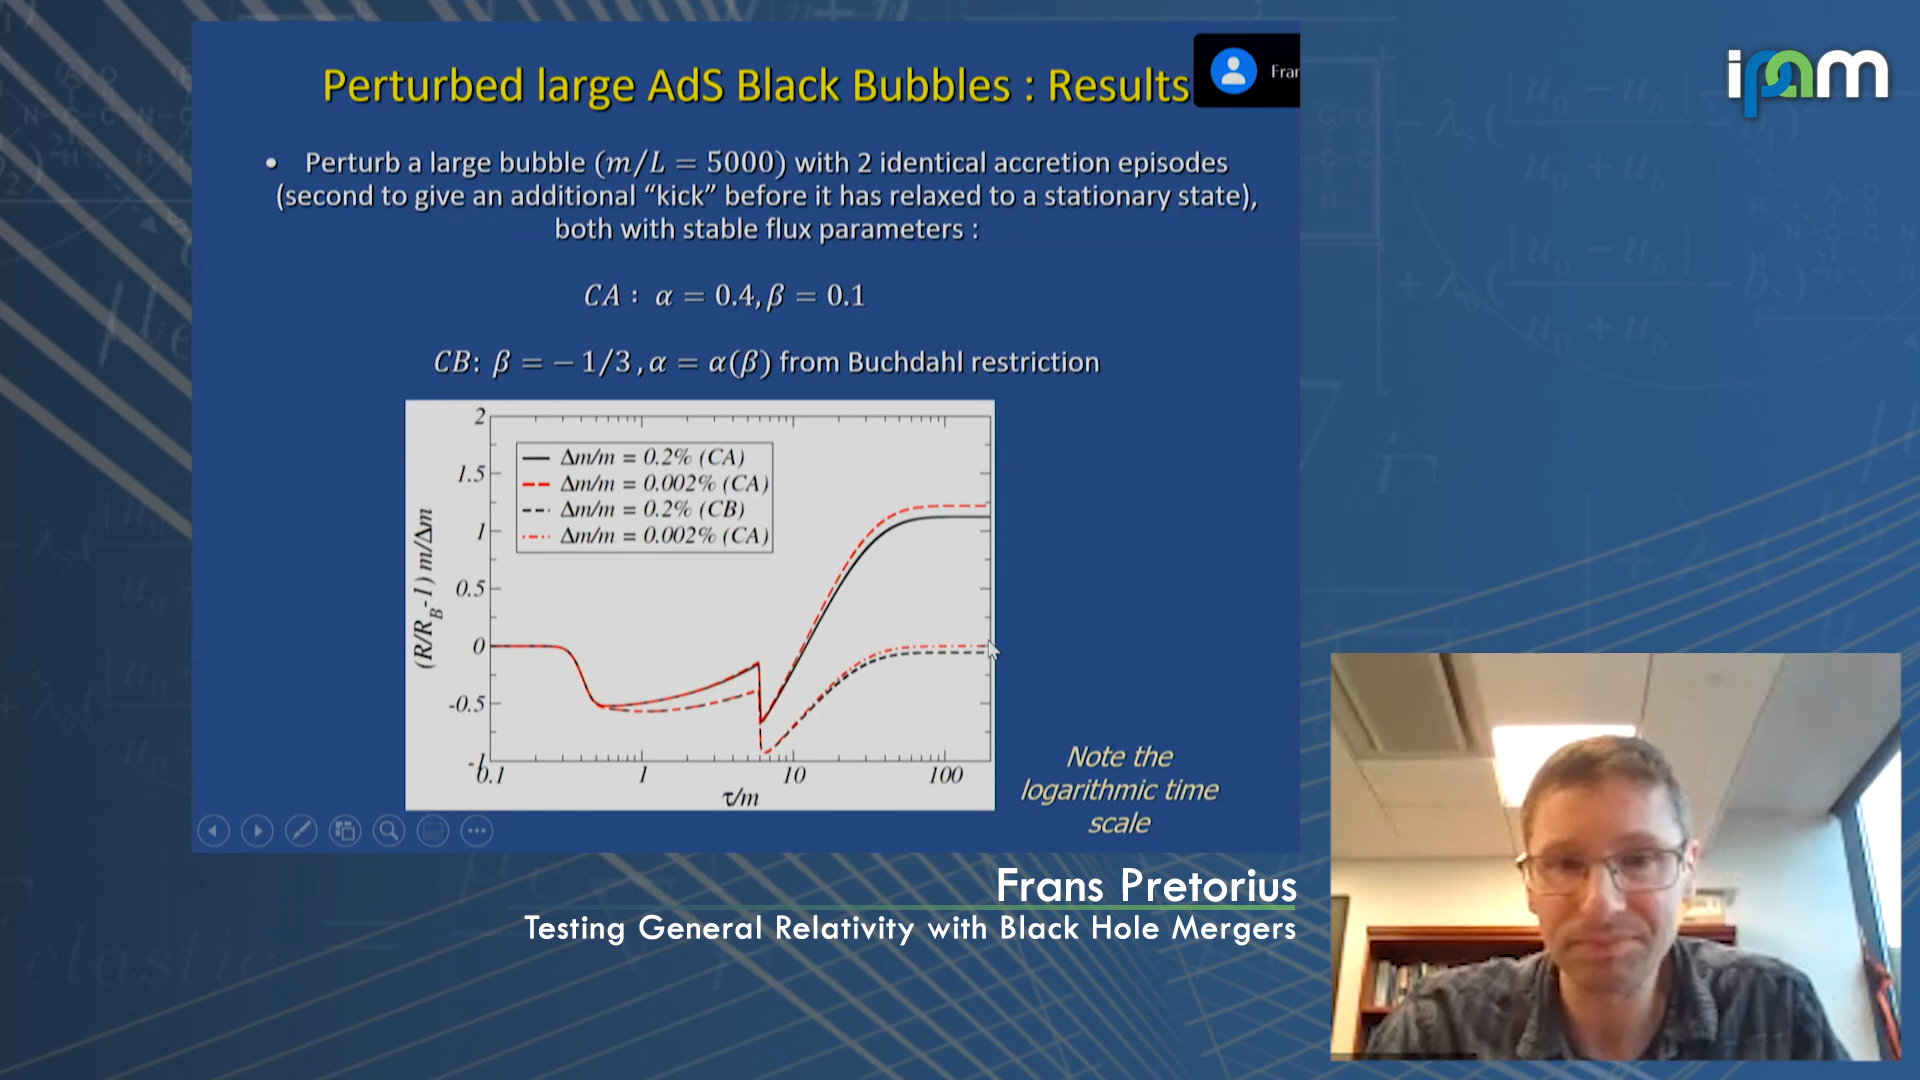 Perturbed large AdS Black Bubbles : Results
Fran
ipam
• Perturb a large bubble (m/L = 5000) with 2 identical accretion episodes
(second to give an additional “kick” before it has relaxed to a stationary state),
both with stable flux parameters :
CA : α = 0.4, β = 0.1
CB: β = − 1/3 , α = α(β) from Buchdahl restriction
Δm/m = 0.2% (CA)
Δm/m = 0.002% (CA)
Δm/m = 0.2% (CB)
Δm/m = 0.002% (CA)
(R/R_B-1) m/Δm
2
1.5
1
0.5
0
-0.5
-1
0.1 1 10 100
τ/m
Note the
logarithmic time
scale
Frans Pretorius
Testing General Relativity with Black Hole Mergers
elastic